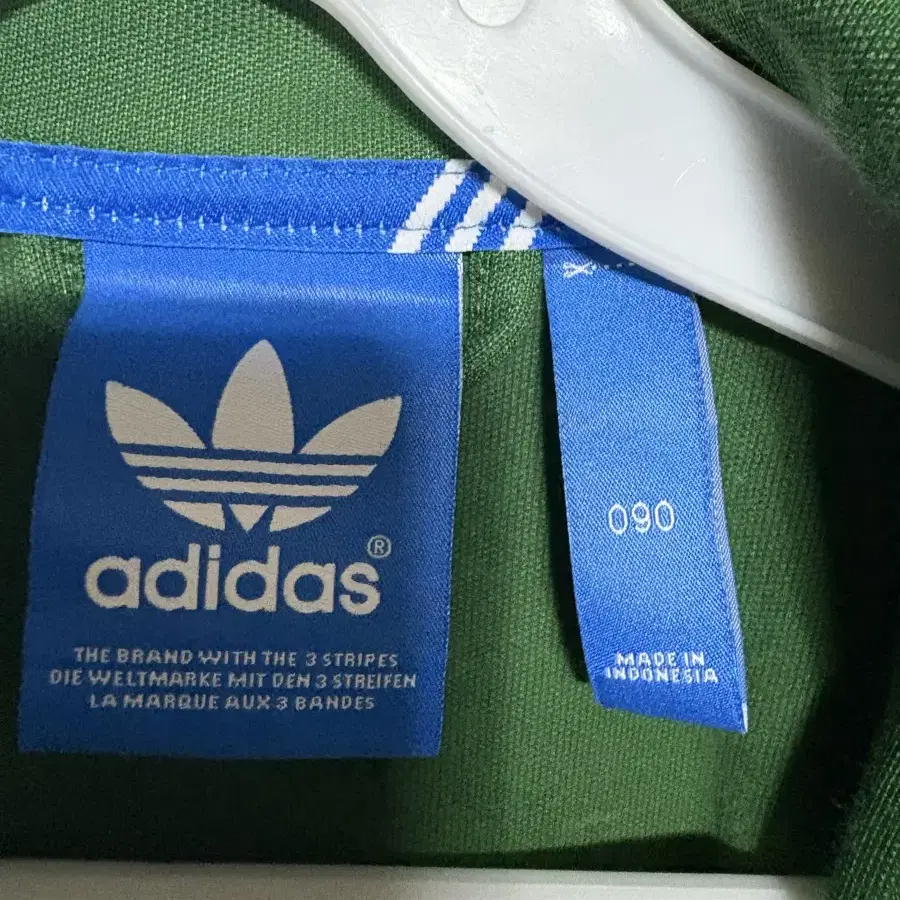 adidas®
THE BRAND WITH THE 3 STRIPES
DIE WELTMARKE MIT DEN 3 STREIFEN
LA MARQUE AUX 3 BANDES
090
MADE IN
INDONESIA